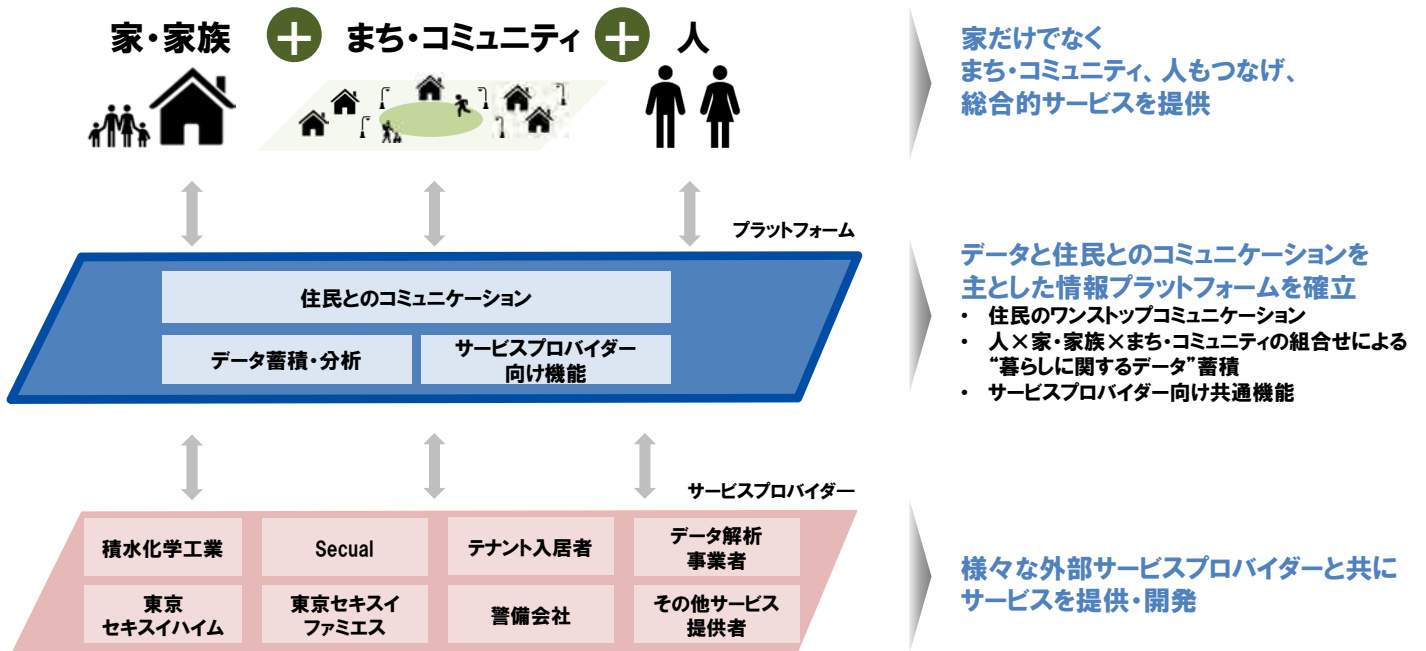 家・家族 + まち・コミュニティ + 人
家だけでなく
まち・コミュニティ、人もつなげ、
総合的サービスを提供
プラットフォーム
住民とのコミュニケーション
データ蓄積・分析
サービスプロバイダー
向け機能
データと住民とのコミュニケーションを
主とした情報プラットフォームを確立
・ 住民のワンストップコミュニケーション
・ 人×家・家族×まち・コミュニティの組合せによる
“暮らしに関するデータ”蓄積
・ サービスプロバイダー向け共通機能
サービスプロバイダー
積水化学工業
Secual
テナント入居者
データ解析
事業者
東京
セキスイハイム
東京セキスイ
ファミエス
警備会社
その他サービス
提供者
様々な外部サービスプロバイダーと共に
サービスを提供・開発